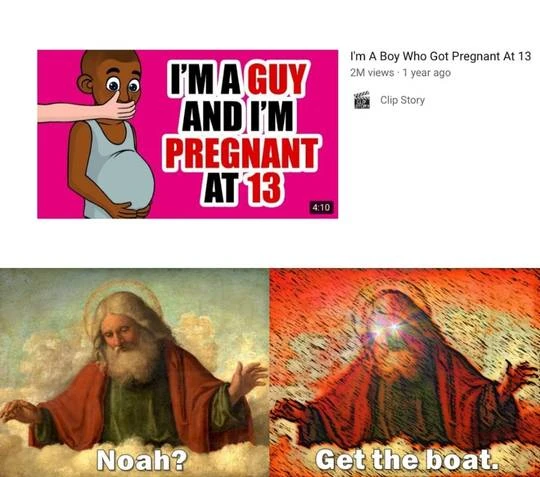 I'M A GUY
AND I'M
PREGNANT
AT 13
4:10
I'm A Boy Who Got Pregnant At 13
2M views · 1 year ago
Clip Story
Noah?
Get the boat.